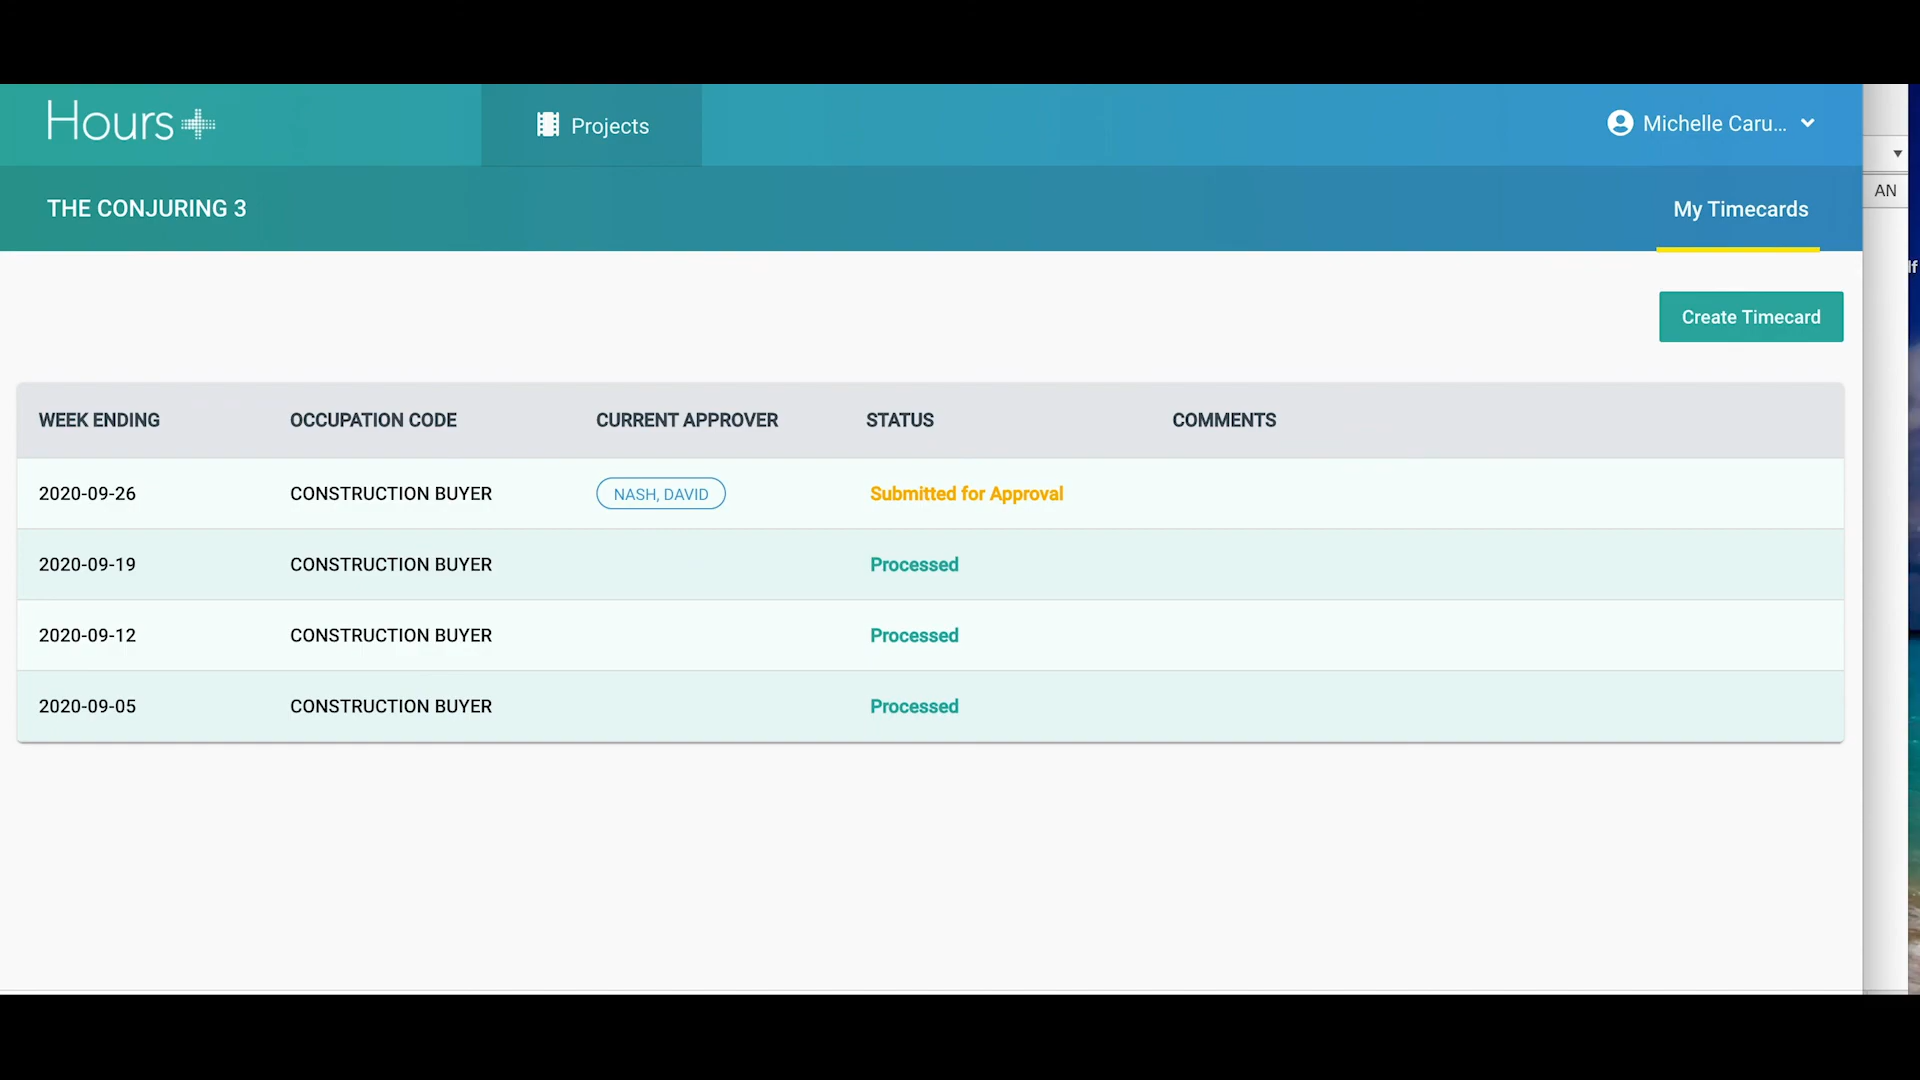 Hours
Projects
Michelle Caru...
AN
THE CONJURING 3
My Timecards
lf
Create Timecard
WEEK ENDING OCCUPATION CODE CURRENT APPROVER STATUS COMMENTS
2020-09-26 CONSTRUCTION BUYER NASH, DAVID Submitted for Approval
2020-09-19 CONSTRUCTION BUYER Processed
2020-09-12 CONSTRUCTION BUYER Processed
2020-09-05 CONSTRUCTION BUYER Processed